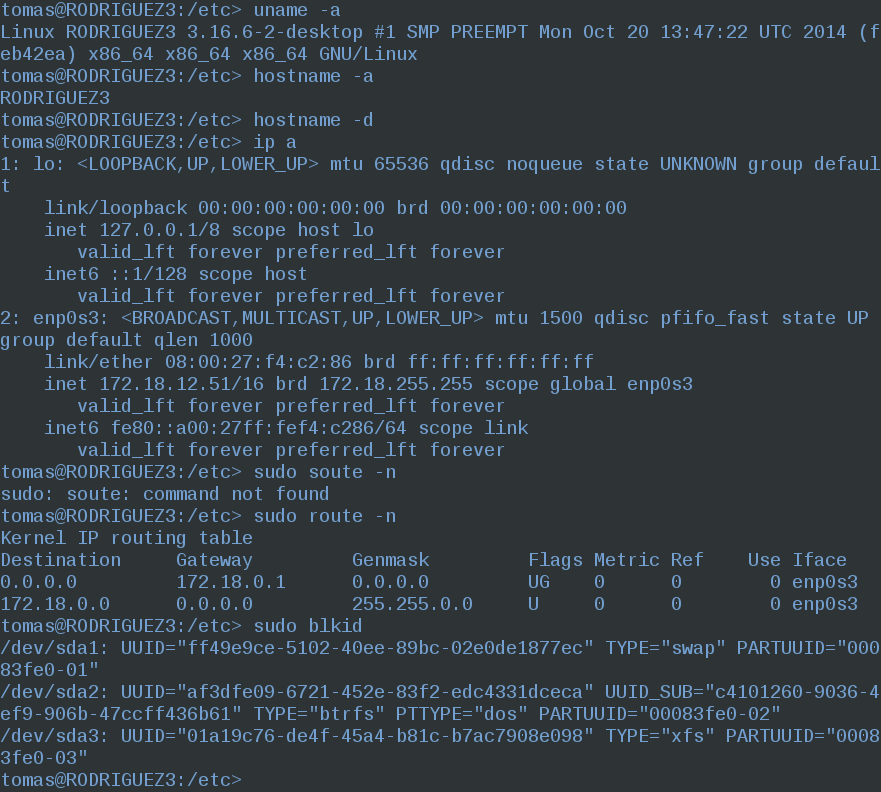 tomas@RODRIGUEZ3:/etc> uname -a
Linux RODRIGUEZ3 3.16.6-2-desktop #1 SMP PREEMPT Mon Oct 20 13:47:22 UTC 2014 (f
eb42ea) x86_64 x86_64 x86_64 GNU/Linux
tomas@RODRIGUEZ3:/etc> hostname -a
RODRIGUEZ3
tomas@RODRIGUEZ3:/etc> hostname -d
tomas@RODRIGUEZ3:/etc> ip a
1: lo: <LOOPBACK,UP,LOWER_UP> mtu 65536 qdisc noqueue state UNKNOWN group defaul
t
    link/loopback 00:00:00:00:00:00 brd 00:00:00:00:00:00
    inet 127.0.0.1/8 scope host lo
       valid_lft forever preferred_lft forever
    inet6 ::1/128 scope host
       valid_lft forever preferred_lft forever
2: enp0s3: <BROADCAST,MULTICAST,UP,LOWER_UP> mtu 1500 qdisc pfifo_fast state UP
group default qlen 1000
    link/ether 08:00:27:f4:c2:86 brd ff:ff:ff:ff:ff:ff
    inet 172.18.12.51/16 brd 172.18.255.255 scope global enp0s3
       valid_lft forever preferred_lft forever
    inet6 fe80::a00:27ff:fef4:c286/64 scope link
       valid_lft forever preferred_lft forever
tomas@RODRIGUEZ3:/etc> sudo soute -n
sudo: soute: command not found
tomas@RODRIGUEZ3:/etc> sudo route -n
Kernel IP routing table
Destination     Gateway         Genmask         Flags Metric Ref    Use Iface
0.0.0.0         172.18.0.1      0.0.0.0         UG    0      0        0 enp0s3
172.18.0.0      0.0.0.0         255.255.0.0     U     0      0        0 enp0s3
tomas@RODRIGUEZ3:/etc> sudo blkid
/dev/sda1: UUID="ff49e9ce-5102-40ee-89bc-02e0de1877ec" TYPE="swap" PARTUUID="000
83fe0-01"
/dev/sda2: UUID="af3dfe09-6721-452e-83f2-edc4331dceca" UUID_SUB="c4101260-9036-4
ef9-906b-47ccff436b61" TYPE="btrfs" PTTYPE="dos" PARTUUID="00083fe0-02"
/dev/sda3: UUID="01a19c76-de4f-45a4-b81c-b7ac7908e098" TYPE="xfs" PARTUUID="0008
3fe0-03"
tomas@RODRIGUEZ3:/etc>